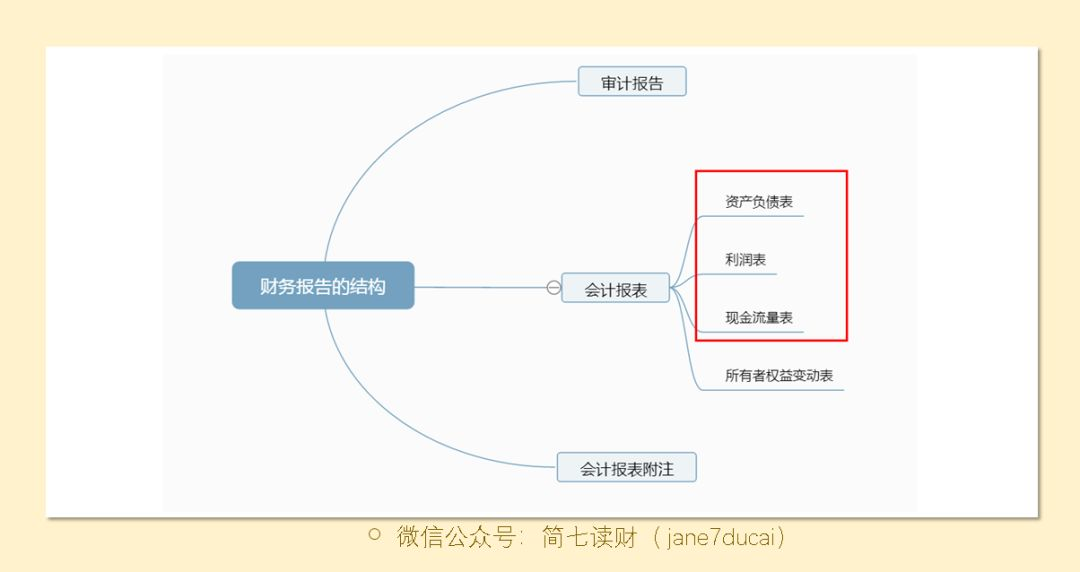 审计报告
财务报告的结构
会计报表
资产负债表
利润表
现金流量表
所有者权益变动表
会计报表附注
微信公众号：简七读财（jane7ducai）